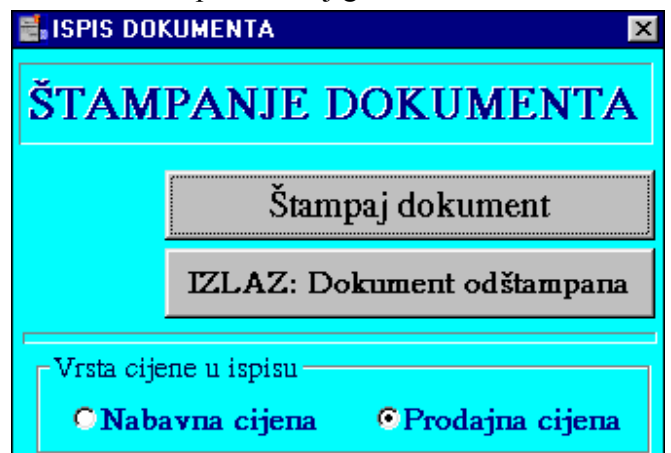 ISPIS DOKUMENTA
ŠTAMPANJE DOKUMENTA
Štampaj dokument
IZLAZ: Dokument odštampana
Vrsta cijene u ispisu
Nabavna cijena Prodajna cijena